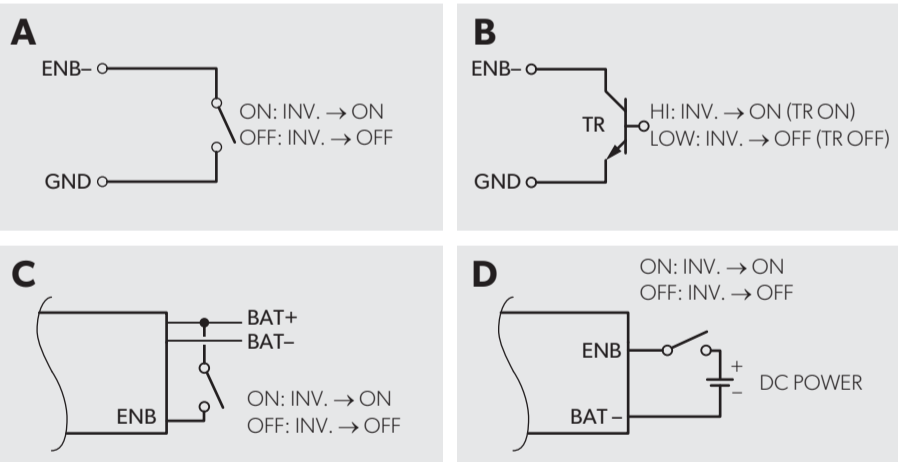 A
ENB–
ON: INV. → ON
OFF: INV. → OFF
GND
B
ENB–
TR
HI: INV. → ON (TR ON)
LOW: INV. → OFF (TR OFF)
GND
C
BAT+
BAT–
ON: INV. → ON
ENB
OFF: INV. → OFF
D
ON: INV. → ON
OFF: INV. → OFF
ENB
+
–
DC POWER
BAT –